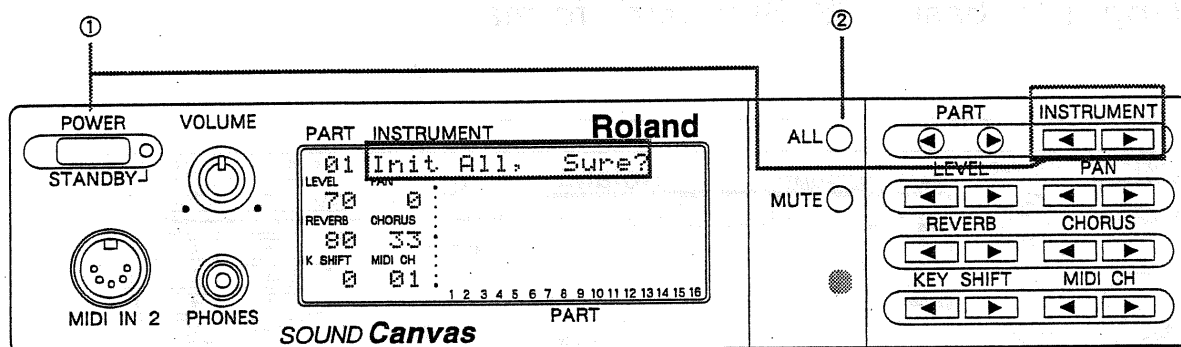 ① ②
POWER VOLUME PART INSTRUMENT Roland ALL PART INSTRUMENT
01 Init All, Sure?
STANDBY LEVEL PAN LEVEL PAN
70 0 MUTE
REVERB CHORUS REVERB CHORUS
80 33
K SHIFT MIDI CH KEY SHIFT MIDI CH
0 01
1 2 3 4 5 6 7 8 9 10 11 12 13 14 15 16
MIDI IN 2 PHONES PART
SOUND Canvas